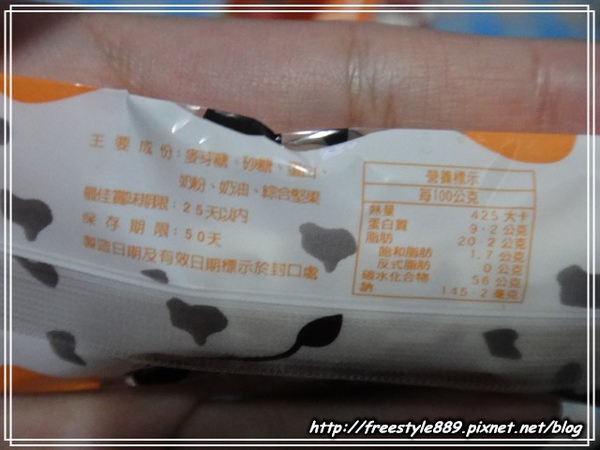 主要成份:麥芽糖、砂糖、
奶粉、奶油、綜合堅果
最佳賞味期限:25天以內
保存期限:50天
製造日期及有效日期標示於封口處
營養標示
每100公克
熱量 425大卡
蛋白質 9.2公克
脂肪 20.2公克
飽和脂肪 1.7公克
反式脂肪 0公克
碳水化合物 56公克
鈉 145.2毫克
http://freestyle889.pixnet.net/blog